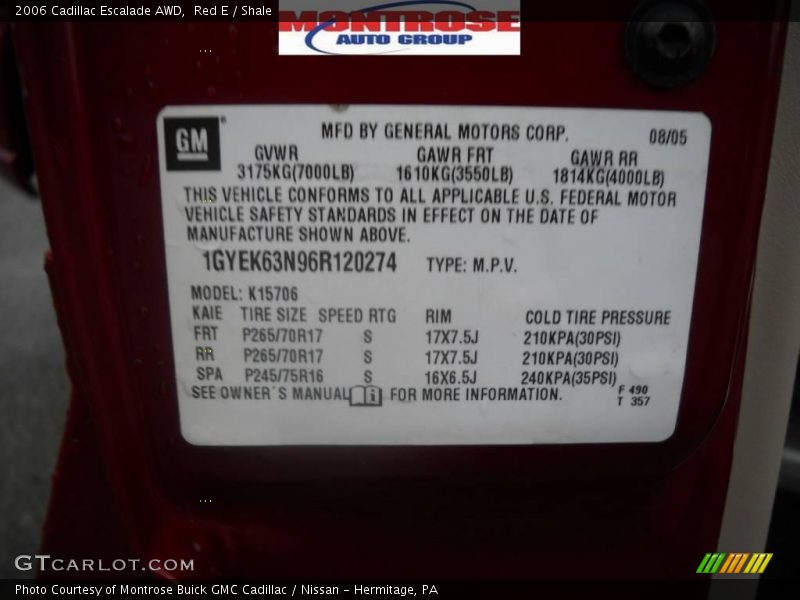 2006 Cadillac Escalade AWD,  Red E / Shale
MONTROSE
AUTO GROUP
GM
MFD BY GENERAL MOTORS CORP. 08/05
GVWR GAWR FRT GAWR RR
3175KG(7000LB) 1610KG(3550LB) 1814KG(4000LB)
THIS VEHICLE CONFORMS TO ALL APPLICABLE U.S. FEDERAL MOTOR
VEHICLE SAFETY STANDARDS IN EFFECT ON THE DATE OF
MANUFACTURE SHOWN ABOVE.
1GYEK63N96R120274 TYPE: M.P.V.
MODEL: K15706
KAIE TIRE SIZE SPEED RTG RIM COLD TIRE PRESSURE
FRT P265/70R17 S 17X7.5J 210KPA(30PSI)
RR P265/70R17 S 17X7.5J 210KPA(30PSI)
SPA P245/75R16 S 16X6.5J 240KPA(35PSI)
SEE OWNER'S MANUAL i FOR MORE INFORMATION.
F 490
T 357
GTCARLOT.COM
Photo Courtesy of Montrose Buick GMC Cadillac / Nissan - Hermitage, PA